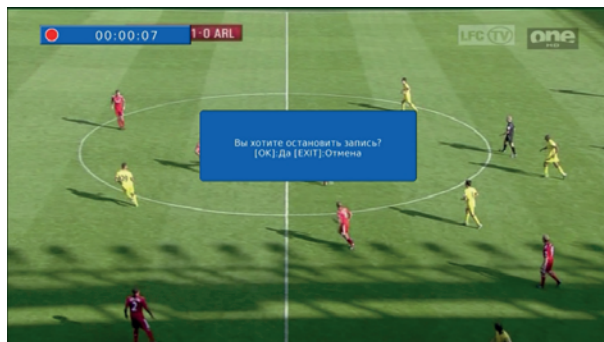 00:00:07
1-0 ARL
LFC TV
one
HD
Вы хотите остановить запись?
[OK]:Да [EXIT]:Отмена